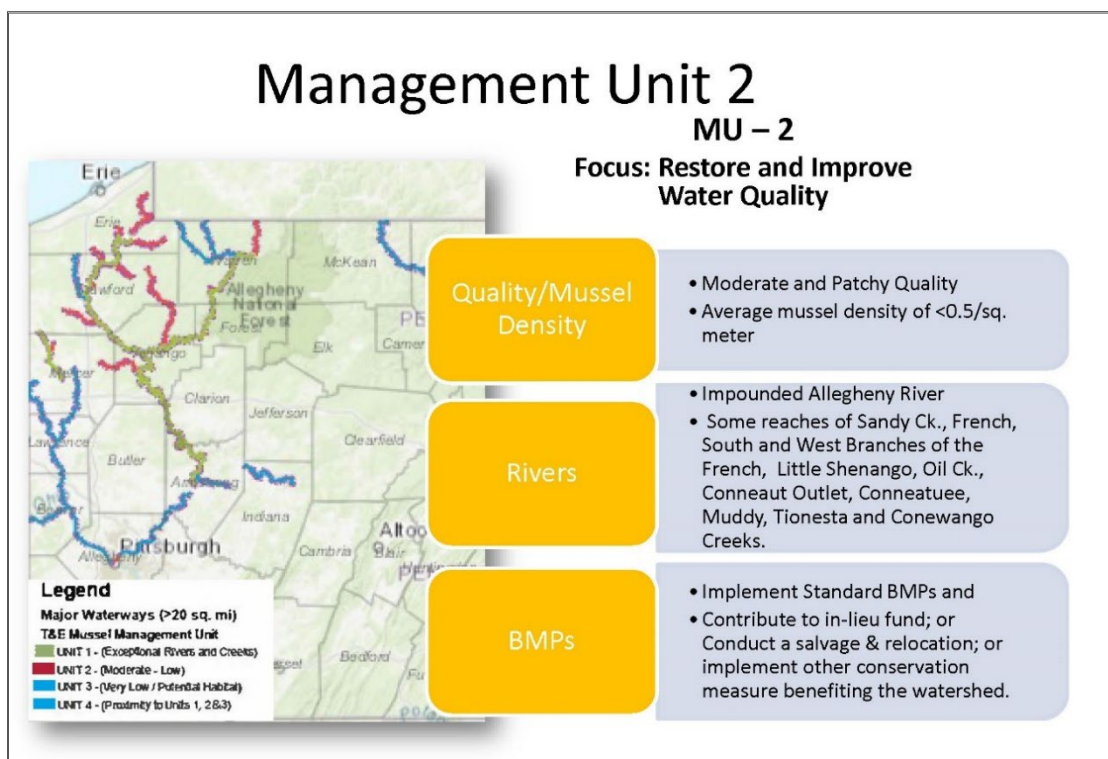 Management Unit 2
MU – 2
Focus: Restore and Improve
Water Quality
Erie
Erie
McKean
Warren
Crawford
Allegheny
National
Forest
Forest
PE
Elk
Camer
Venango
Mercer
Clarion
Jefferson
Clearfield
Lawrence
Butler
Armstrong
Indiana
Beaver
Pittsburgh
Allegheny
Altoo
Cambria
Blair
Bedford
Fu
Legend
Major Waterways (>20 sq. mi)
T&E Mussel Management Unit
UNIT 1 - (Exceptional Rivers and Creeks)
UNIT 2 - (Moderate - Low)
UNIT 3 - (Very Low / Potential Habitat)
UNIT 4 - (Proximity to Units 1, 2&3)
Quality/Mussel
Density
• Moderate and Patchy Quality
• Average mussel density of <0.5/sq.
meter
Rivers
• Impounded Allegheny River
• Some reaches of Sandy Ck., French,
South and West Branches of the
French, Little Shenango, Oil Ck.,
Conneaut Outlet, Conneatuee,
Muddy, Tionesta and Conewango
Creeks.
BMPs
• Implement Standard BMPs and
• Contribute to in-lieu fund; or
Conduct a salvage & relocation; or
implement other conservation
measure benefiting the watershed.